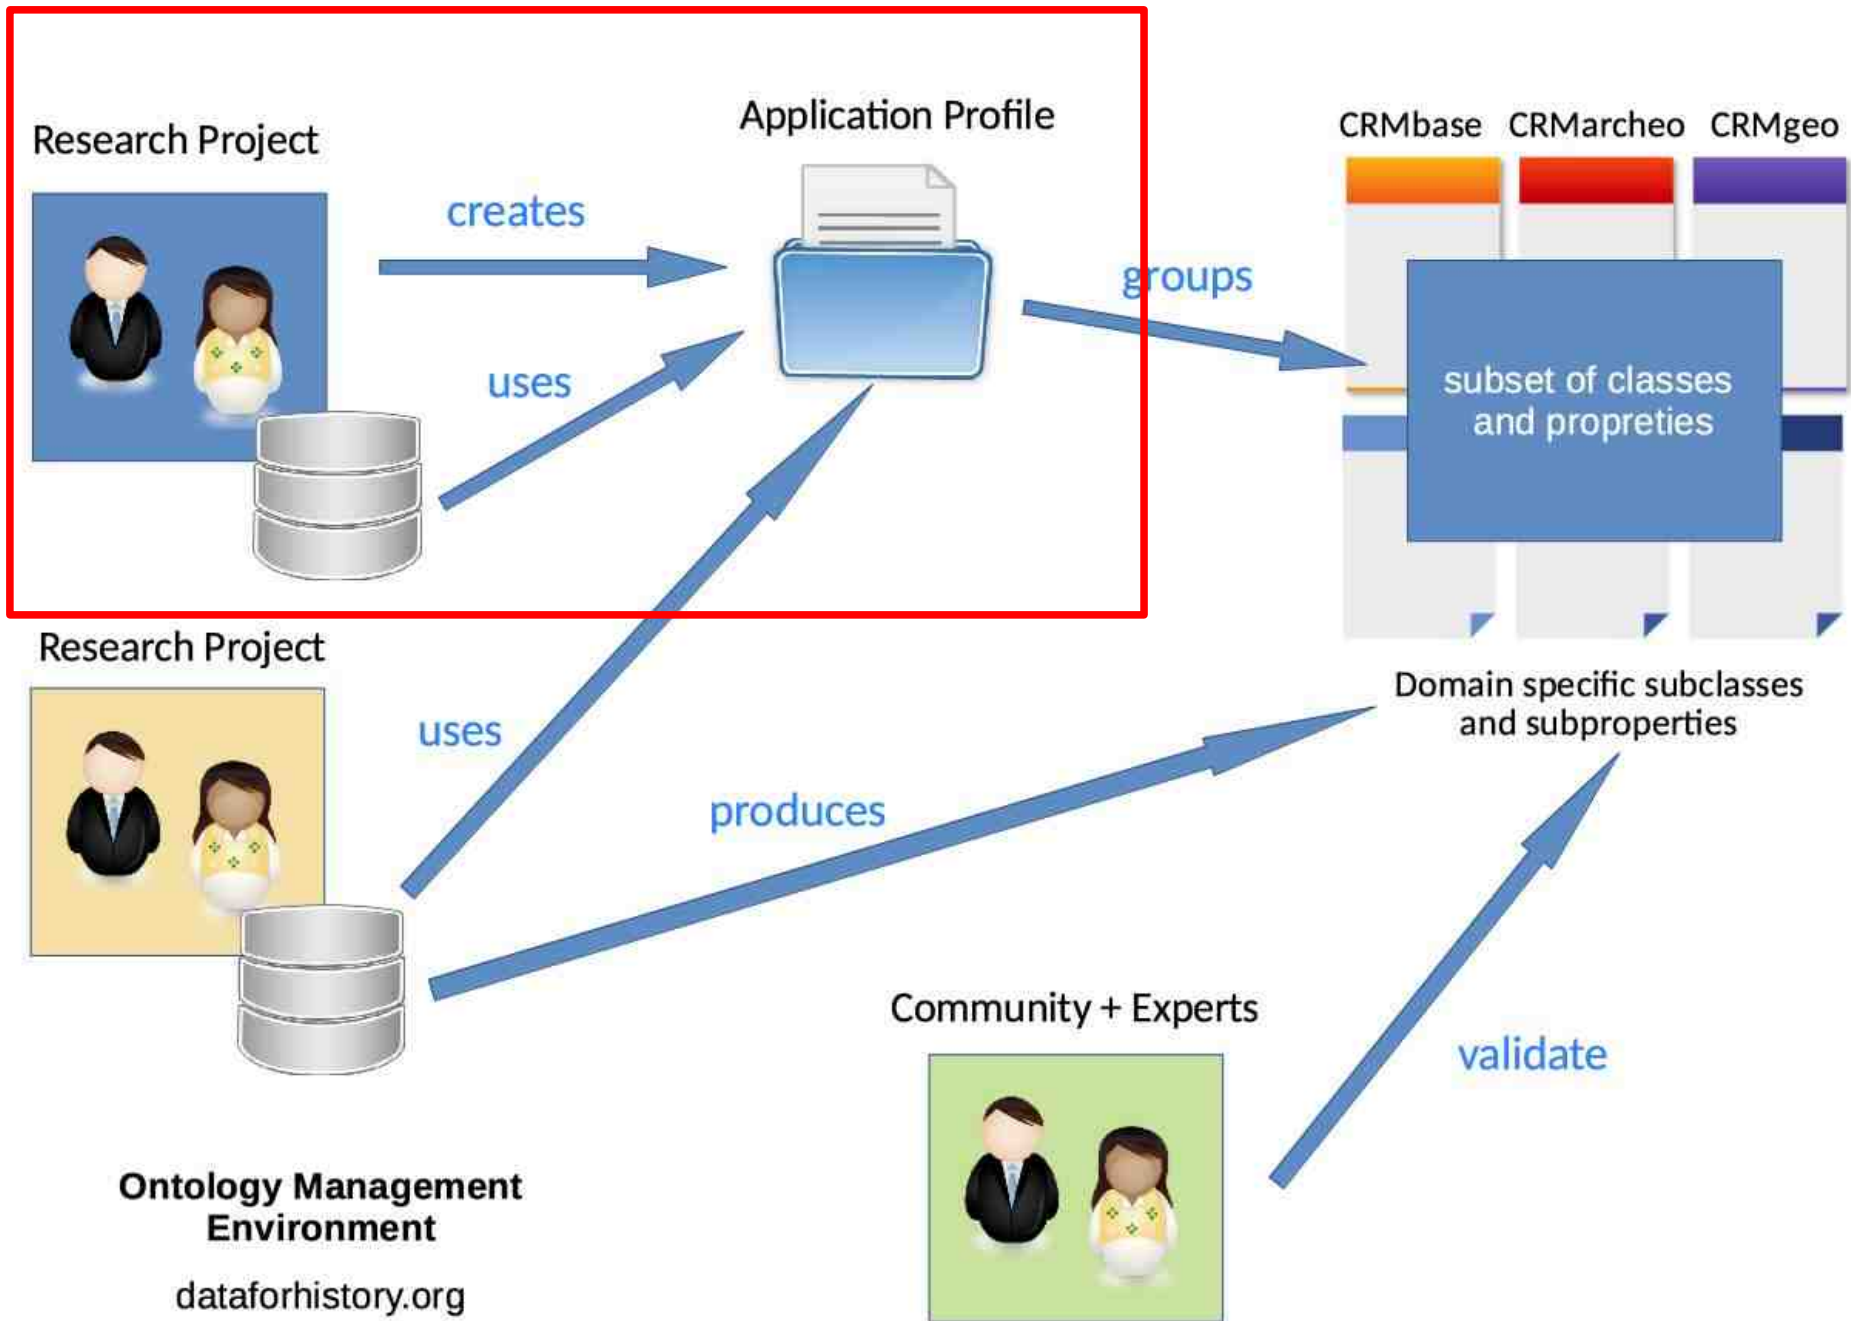 Research Project
Application Profile
CRMbase CRMarcheo CRMgeo
creates
groups
uses
subset of classes
and propreties
Research Project
Domain specific subclasses
and subproperties
uses
produces
Community + Experts
validate
Ontology Management
Environment
dataforhistory.org